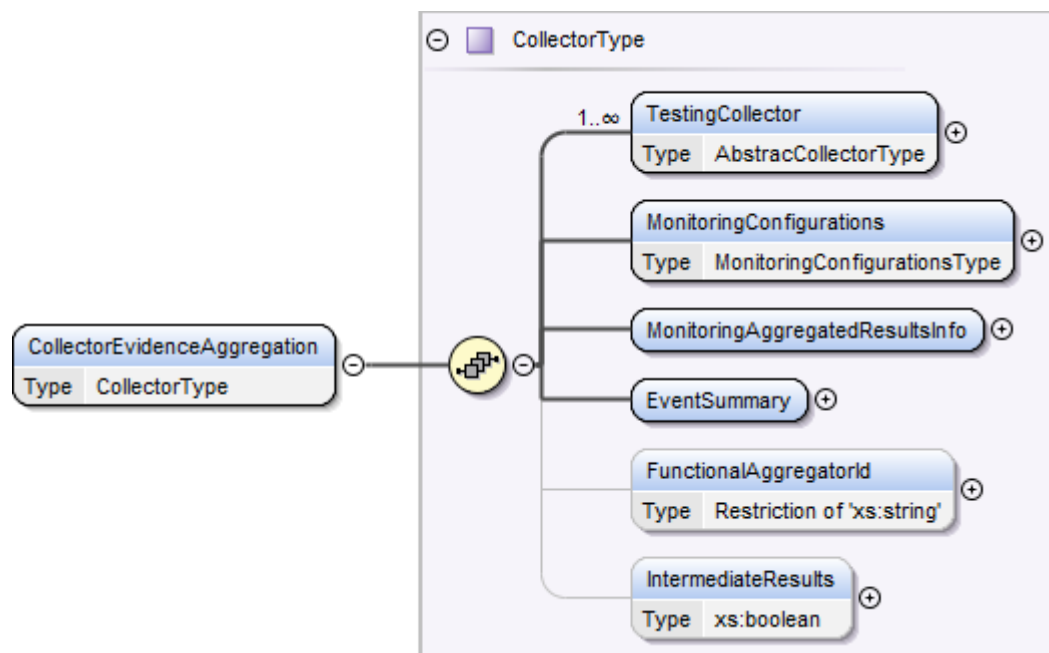 CollectorType
1..∞
TestingCollector
Type AbstracCollectorType
MonitoringConfigurations
Type MonitoringConfigurationsType
MonitoringAggregatedResultsInfo
CollectorEvidenceAggregation
Type CollectorType
EventSummary
FunctionalAggregatorId
Type Restriction of 'xs:string'
IntermediateResults
Type xs:boolean